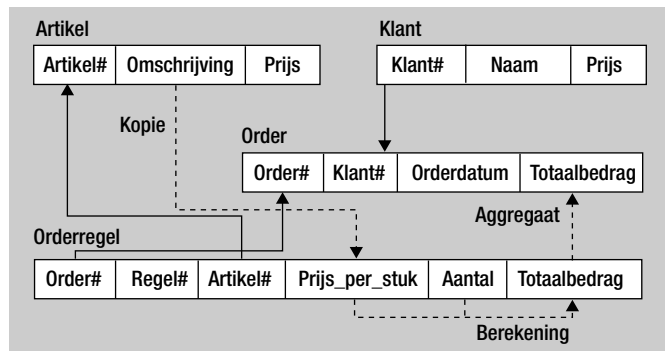 Artikel
Artikel# Omschrijving Prijs
Klant
Klant# Naam Prijs
Kopie
Order
Order# Klant# Orderdatum Totaalbedrag
Aggregaat
Orderregel
Order# Regel# Artikel# Prijs_per_stuk Aantal Totaalbedrag
Berekening